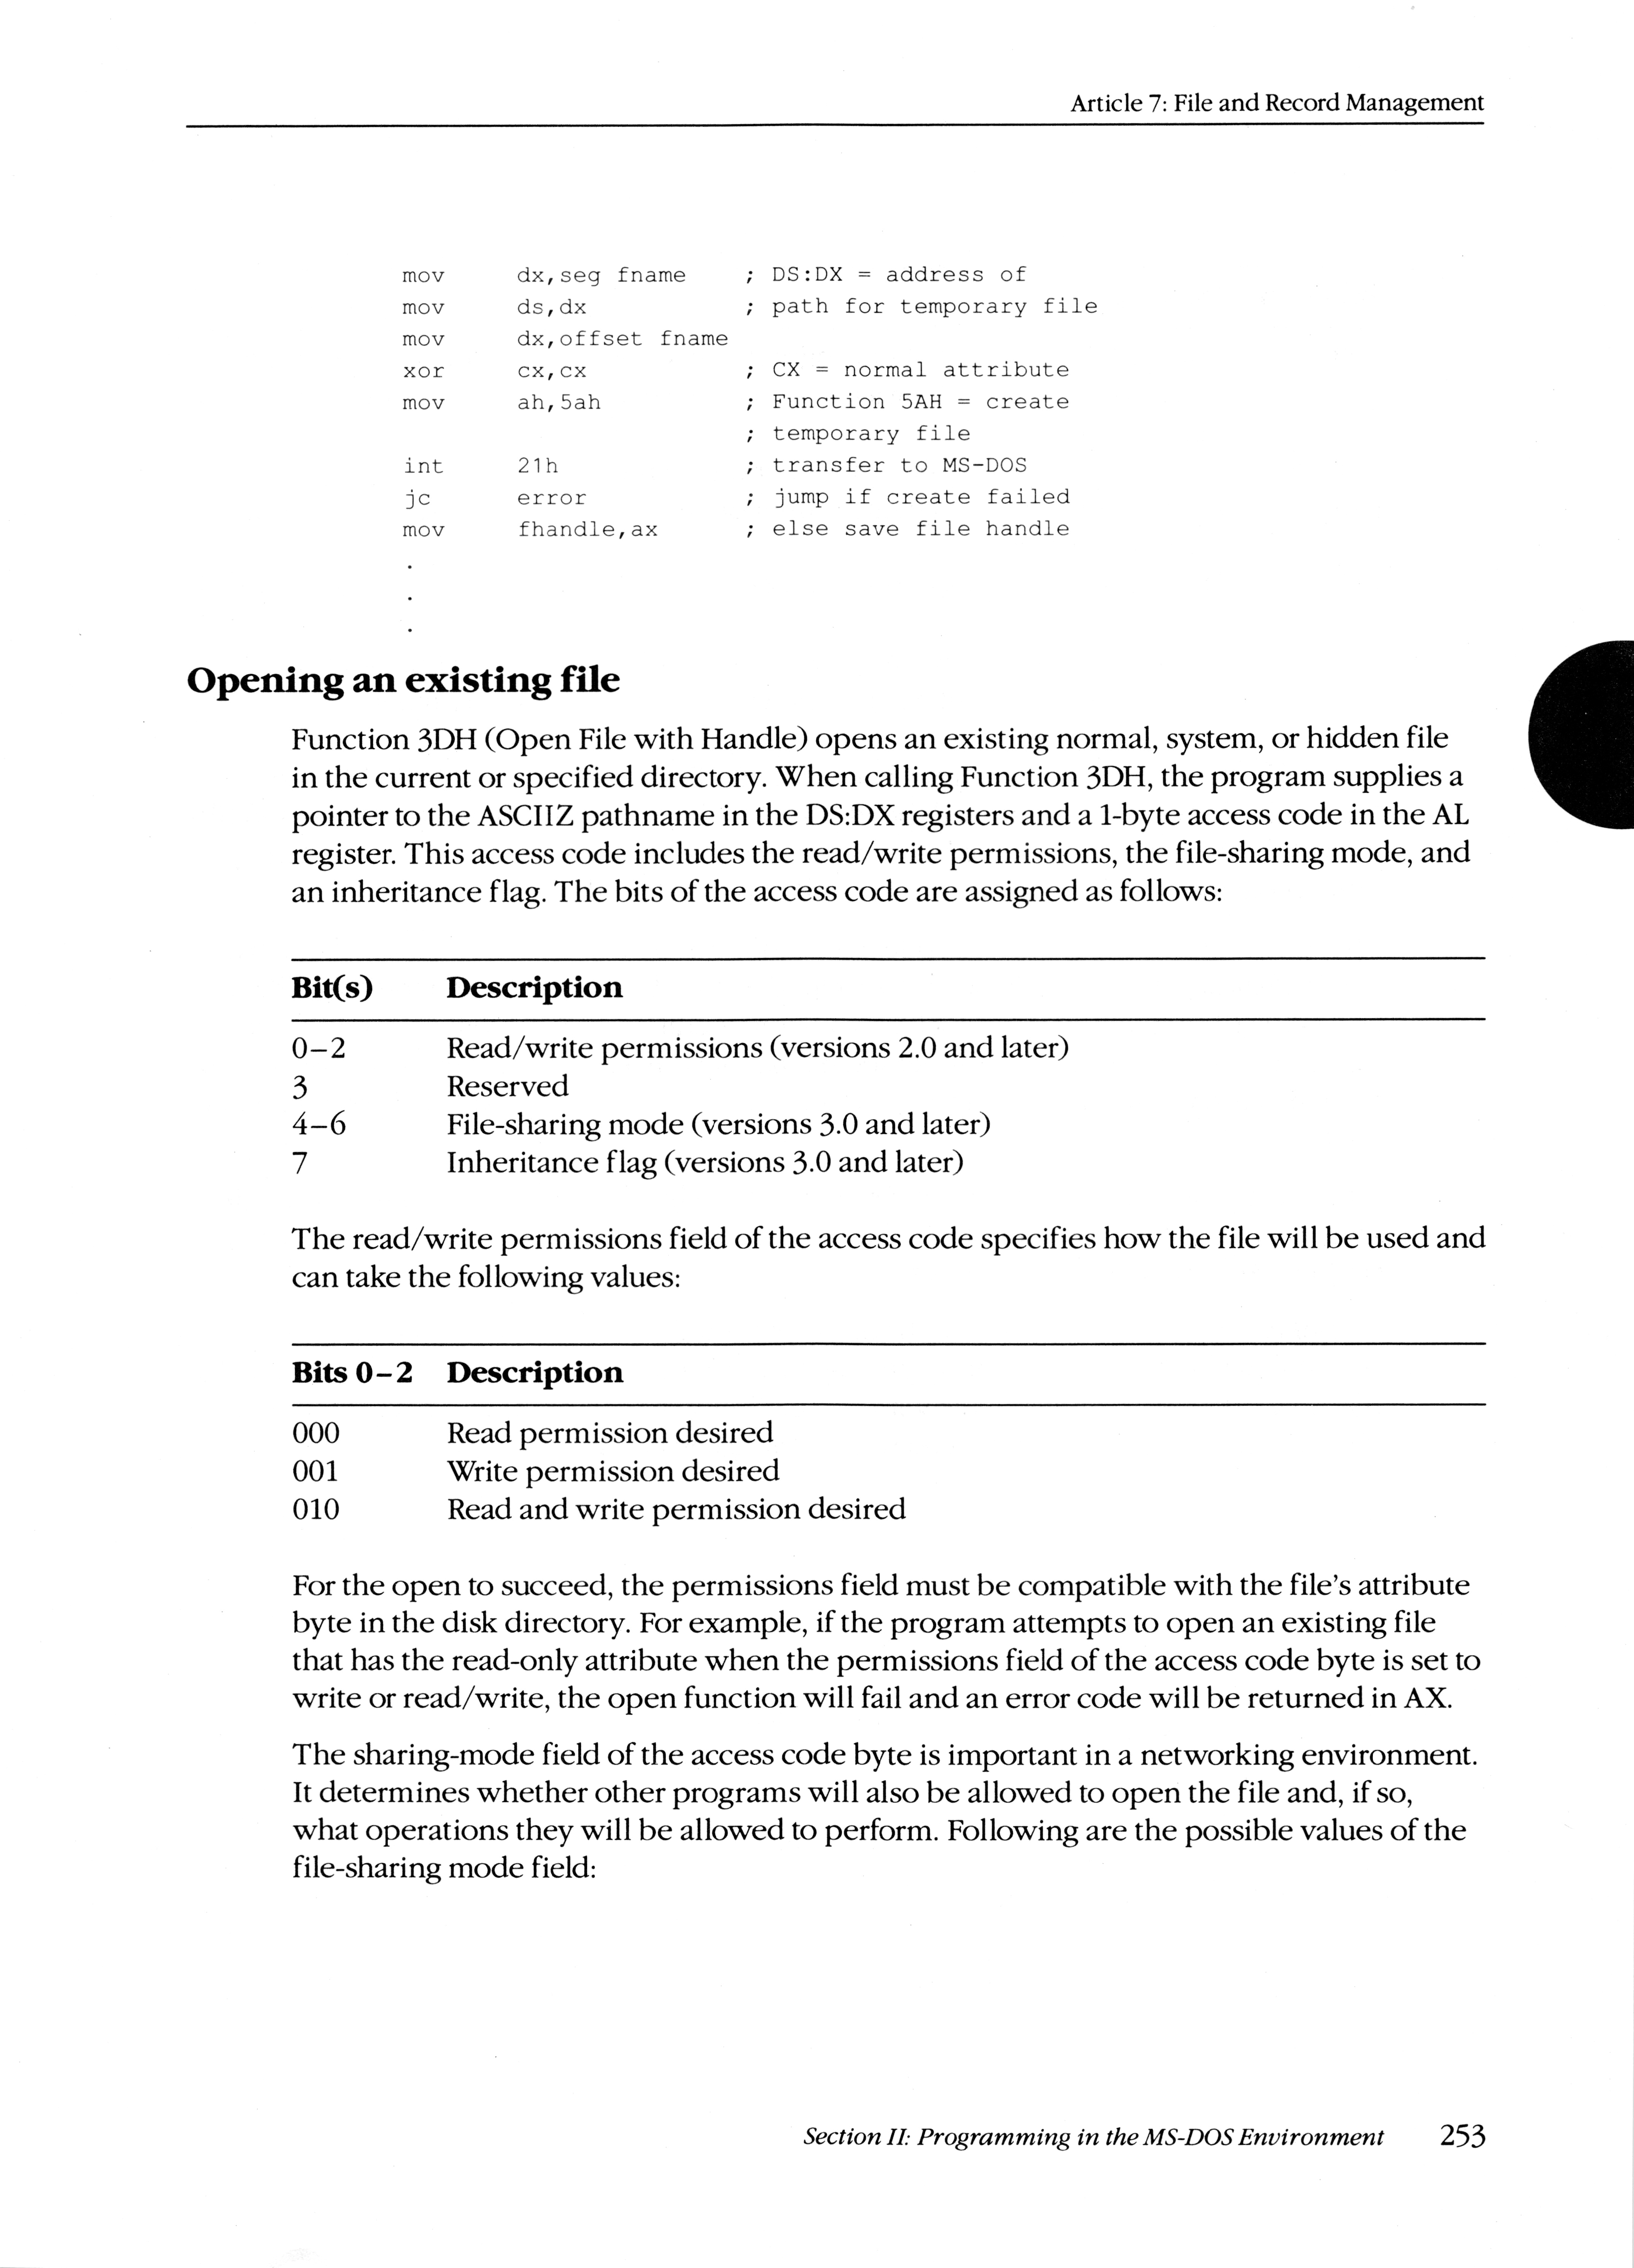 Article 7: File and Record Management
mov dx,seg fname ; DS:DX = address of
mov ds,dx ; path for temporary file
mov dx,offset fname
xor cx,cx ; CX = normal attribute
mov ah,5ah ; Function 5AH = create
; temporary file
int 21h ; transfer to MS-DOS
jc error ; jump if create failed
mov fhandle,ax ; else save file handle
.
.
.
Opening an existing file
Function 3DH (Open File with Handle) opens an existing normal, system, or hidden file
in the current or specified directory. When calling Function 3DH, the program supplies a
pointer to the ASCIIZ pathname in the DS:DX registers and a 1-byte access code in the AL
register. This access code includes the read/write permissions, the file-sharing mode, and
an inheritance flag. The bits of the access code are assigned as follows:
Bit(s) Description
0–2 Read/write permissions (versions 2.0 and later)
3 Reserved
4–6 File-sharing mode (versions 3.0 and later)
7 Inheritance flag (versions 3.0 and later)
The read/write permissions field of the access code specifies how the file will be used and
can take the following values:
Bits 0–2 Description
000 Read permission desired
001 Write permission desired
010 Read and write permission desired
For the open to succeed, the permissions field must be compatible with the file's attribute
byte in the disk directory. For example, if the program attempts to open an existing file
that has the read-only attribute when the permissions field of the access code byte is set to
write or read/write, the open function will fail and an error code will be returned in AX.
The sharing-mode field of the access code byte is important in a networking environment.
It determines whether other programs will also be allowed to open the file and, if so,
what operations they will be allowed to perform. Following are the possible values of the
file-sharing mode field:
Section II: Programming in the MS-DOS Environment 253